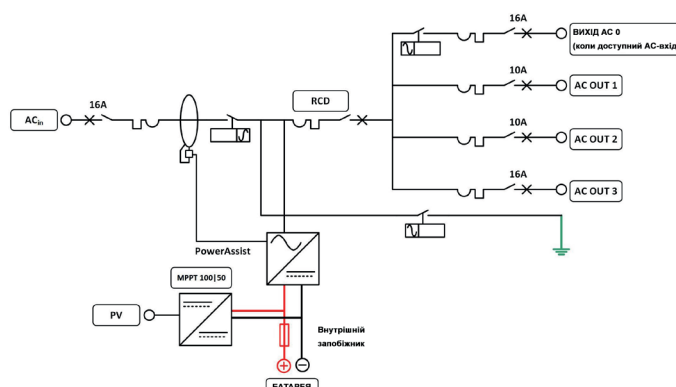 16A
ВИХІД AC 0
(коли доступний AC-вхід
16A
RCD
10A
AC OUT 1
ACin
10A
AC OUT 2
16A
AC OUT 3
PowerAssist
MPPT 100|50
PV
Внутрішній
запобіжник
БАТАРЕЯ